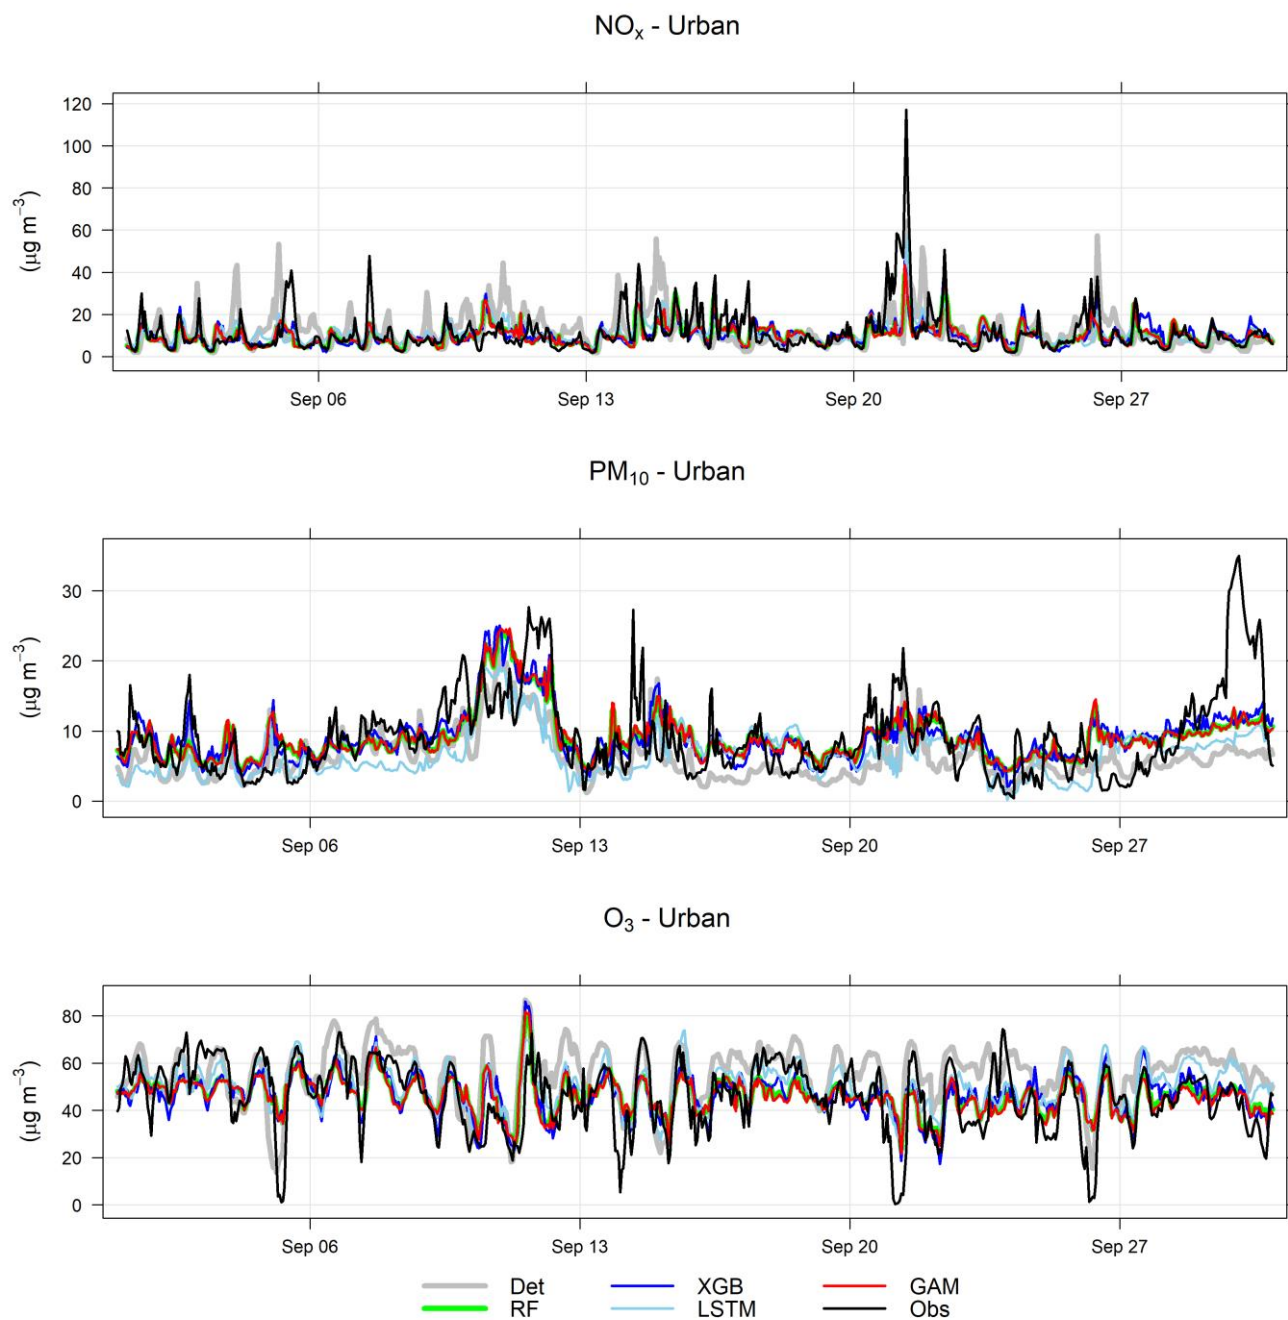 NOₓ - Urban
(µg m⁻³)
120
100
80
60
40
20
0
Sep 06 Sep 13 Sep 20 Sep 27
PM₁₀ - Urban
(µg m⁻³)
30
20
10
0
Sep 06 Sep 13 Sep 20 Sep 27
O₃ - Urban
(µg m⁻³)
80
60
40
20
0
Sep 06 Sep 13 Sep 20 Sep 27
Det XGB GAM
RF LSTM Obs